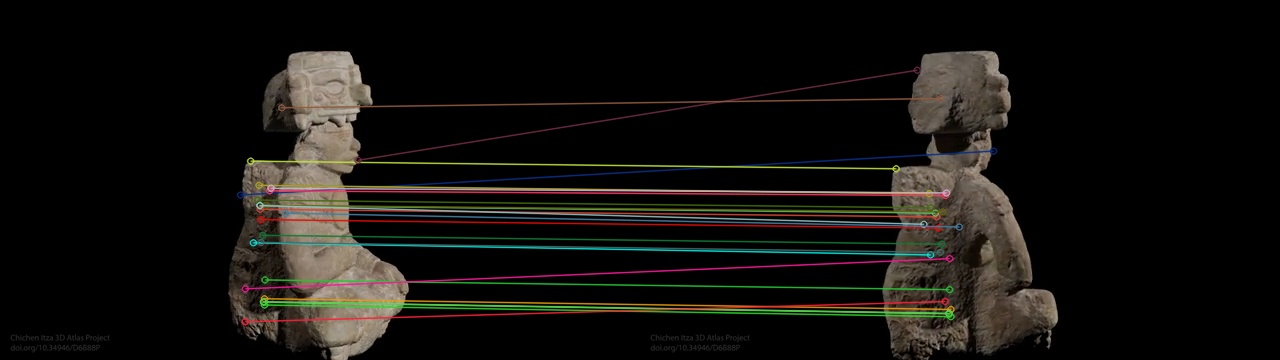 Chichen Itza 3D Atlas Project
doi.org/10.34946/D6B88P
Chichen Itza 3D Atlas Project
doi.org/10.34946/D6B88P